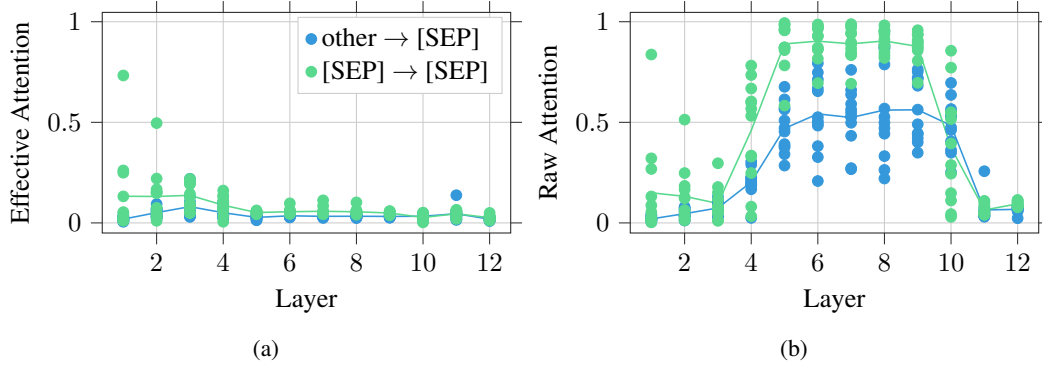 1
0.5
0
Effective Attention
2 4 6 8 10 12
Layer
other → [SEP]
[SEP] → [SEP]
(a)
1
0.5
0
Raw Attention
2 4 6 8 10 12
Layer
(b)